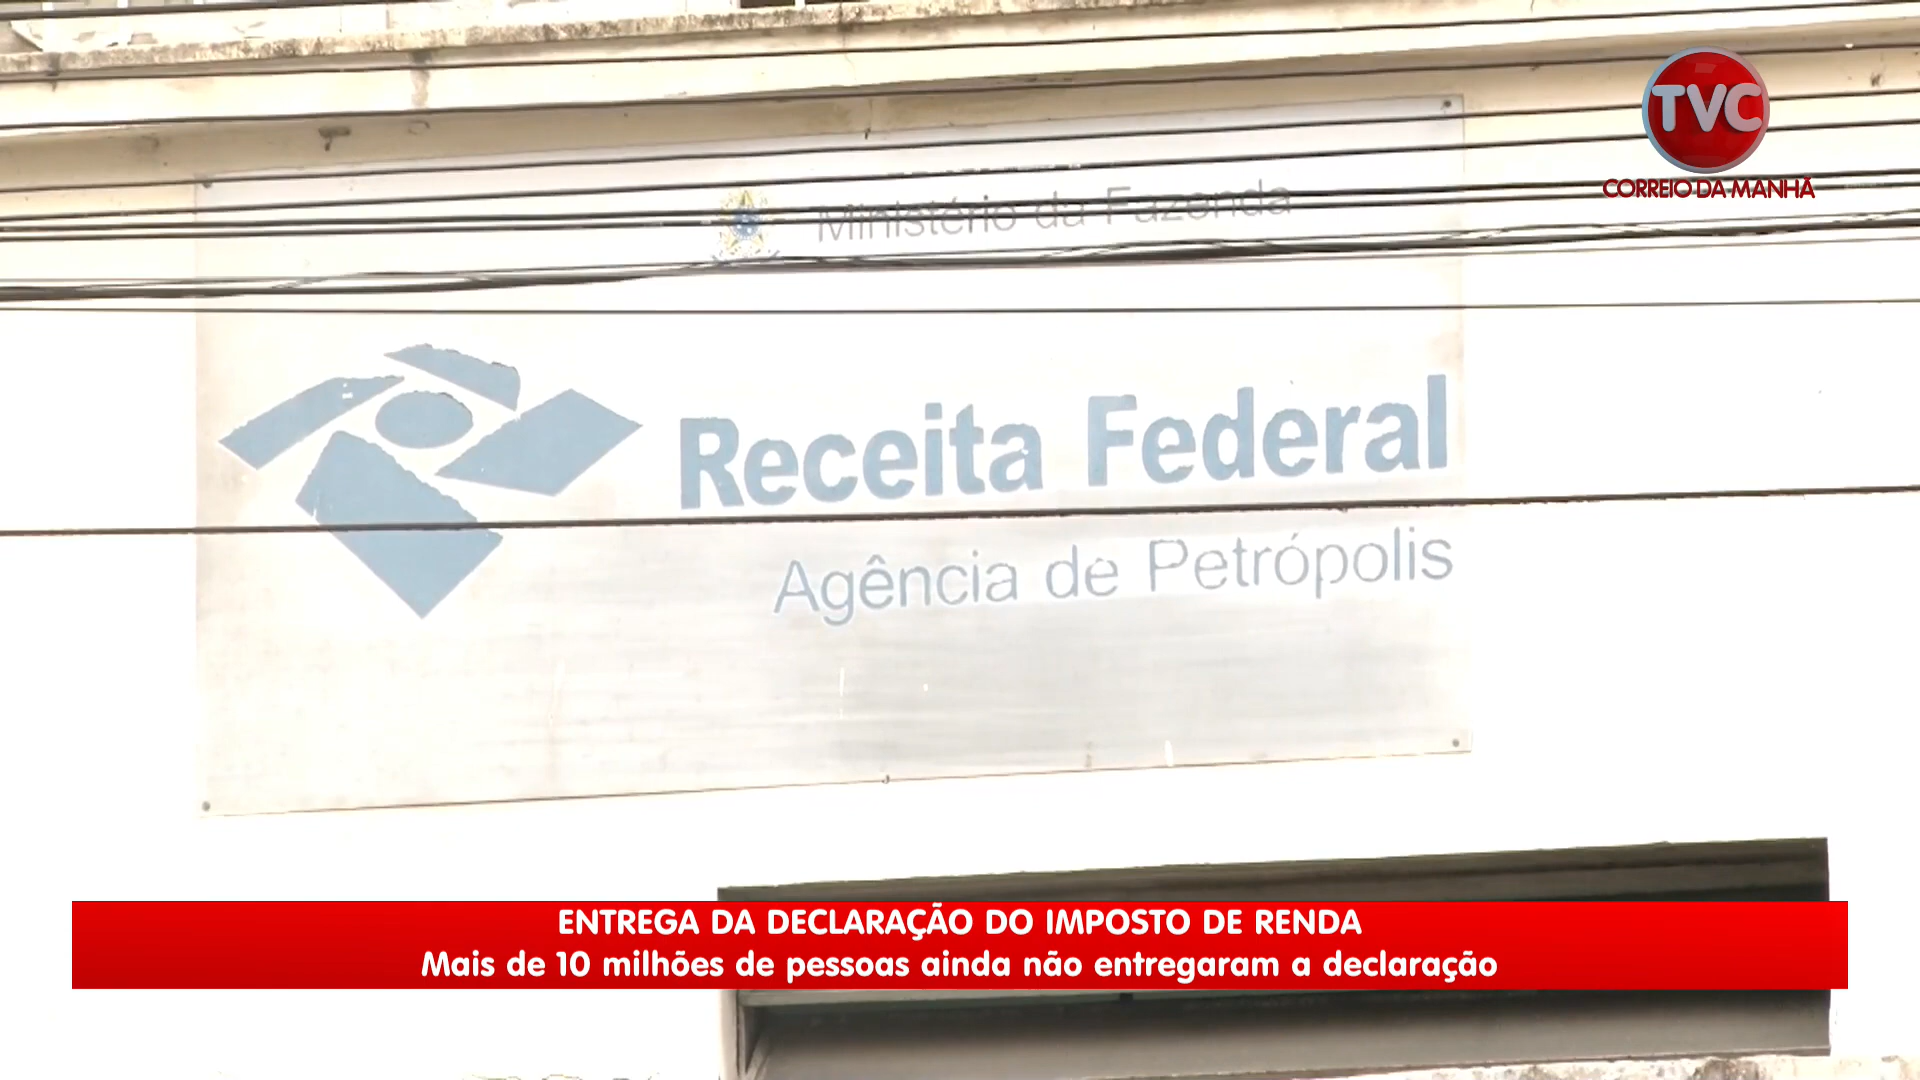 TVC
CORREIO DA MANHÃ
Ministério da Fazenda
Receita Federal
Agência de Petrópolis
ENTREGA DA DECLARAÇÃO DO IMPOSTO DE RENDA
Mais de 10 milhões de pessoas ainda não entregaram a declaração